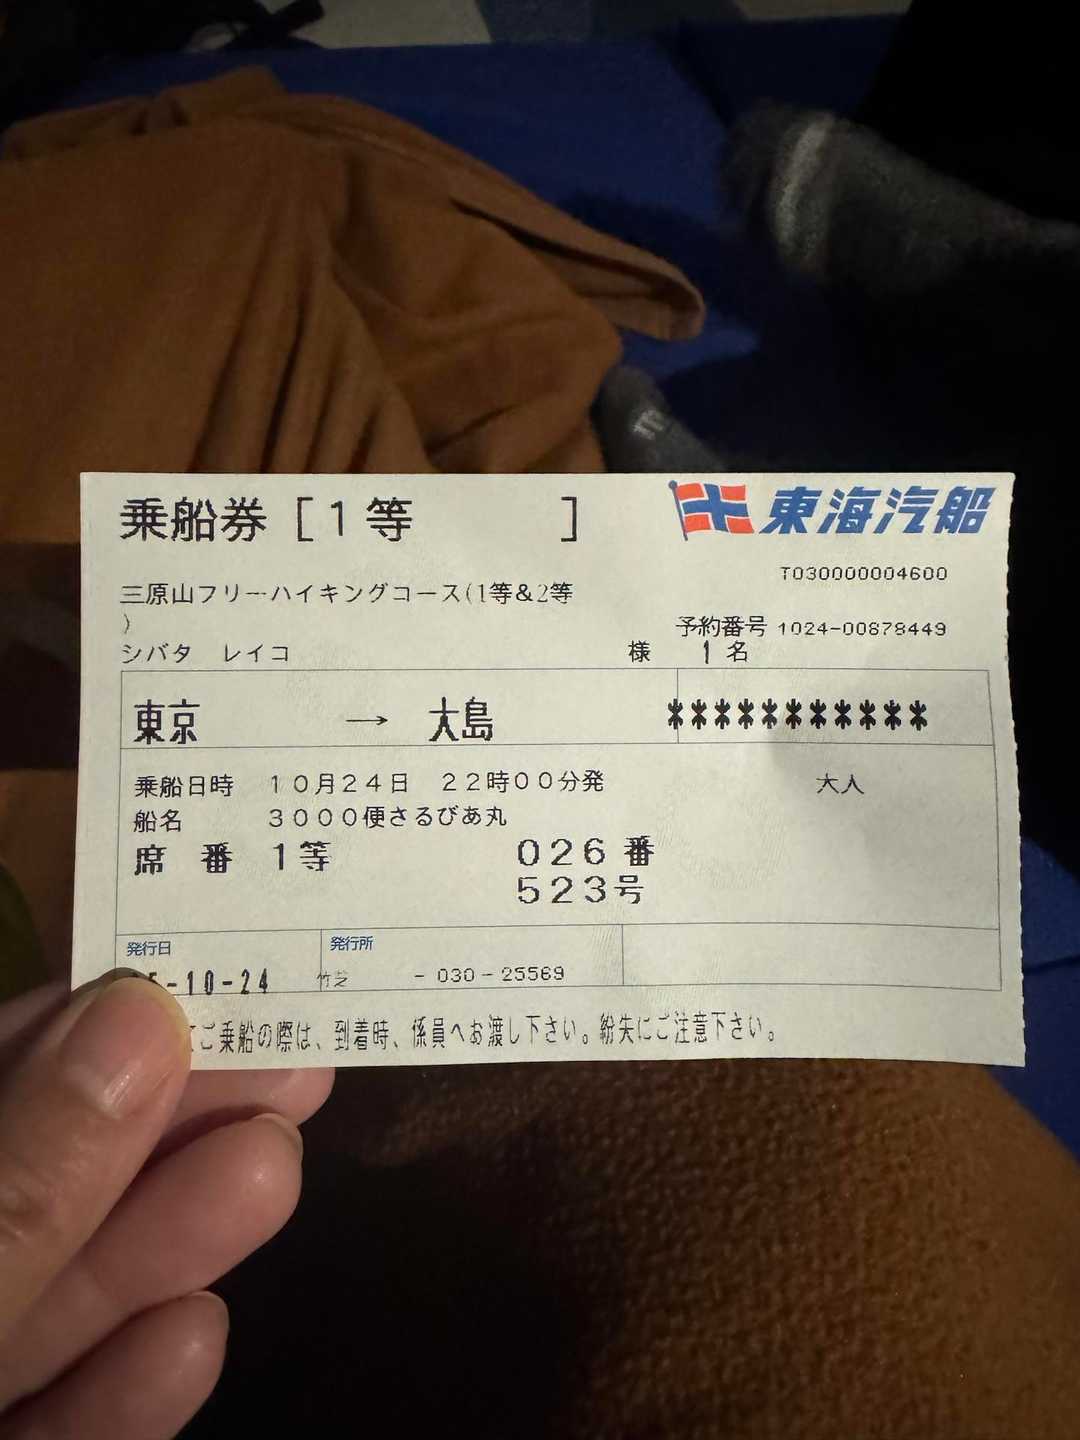 乗船券［１等　　　］
東海汽船
T030000004600
三原山フリーハイキングコース(1等&2等
)
予約番号 1024-00878449
シバタ　レイコ　様　1名
東京　→　大島　***********
乗船日時　１０月２４日　２２時００分発　大人
船名　３０００便さるびあ丸
席　番　１等　０２６番
５２３号
発行日　発行所
5-10-24　竹芝　-030-25569
ご乗船の際は、到着時、係員へお渡し下さい。紛失にご注意下さい。